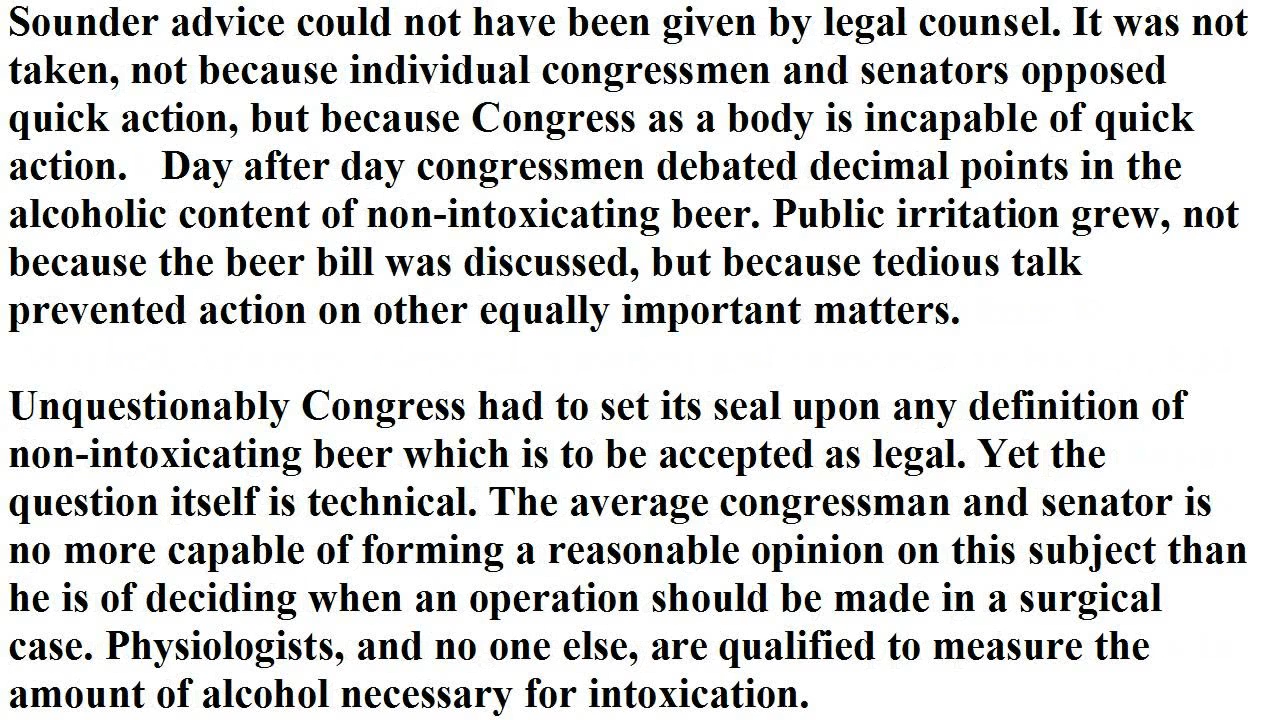 Sounder advice could not have been given by legal counsel. It was not
taken, not because individual congressmen and senators opposed
quick action, but because Congress as a body is incapable of quick
action.   Day after day congressmen debated decimal points in the
alcoholic content of non-intoxicating beer. Public irritation grew, not
because the beer bill was discussed, but because tedious talk
prevented action on other equally important matters.

Unquestionably Congress had to set its seal upon any definition of
non-intoxicating beer which is to be accepted as legal. Yet the
question itself is technical. The average congressman and senator is
no more capable of forming a reasonable opinion on this subject than
he is of deciding when an operation should be made in a surgical
case. Physiologists, and no one else, are qualified to measure the
amount of alcohol necessary for intoxication.